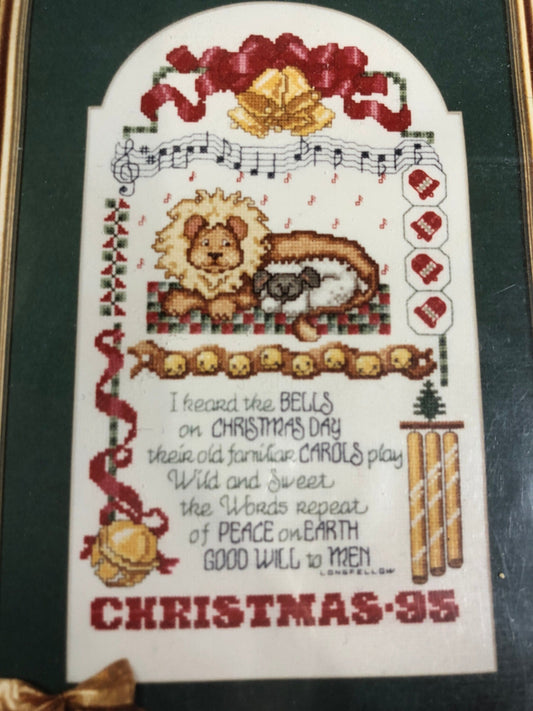 I heard the BELLS
on CHRISTMAS DAY
their old familiar CAROLS play
Wild and Sweet
the Words repeat
of PEACE on EARTH
GOOD WILL to MEN
LONGFELLOW
CHRISTMAS·95